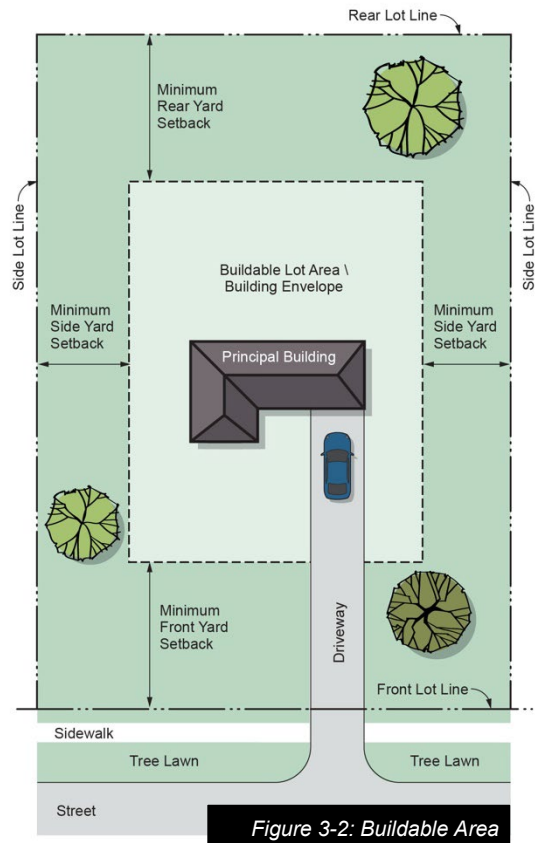 Rear Lot Line
Minimum
Rear Yard
Setback
Side Lot Line
Side Lot Line
Buildable Lot Area \
Building Envelope
Minimum
Side Yard
Setback
Minimum
Side Yard
Setback
Principal Building
Minimum
Front Yard
Setback
Driveway
Front Lot Line
Sidewalk
Tree Lawn
Tree Lawn
Street
Figure 3-2: Buildable Area